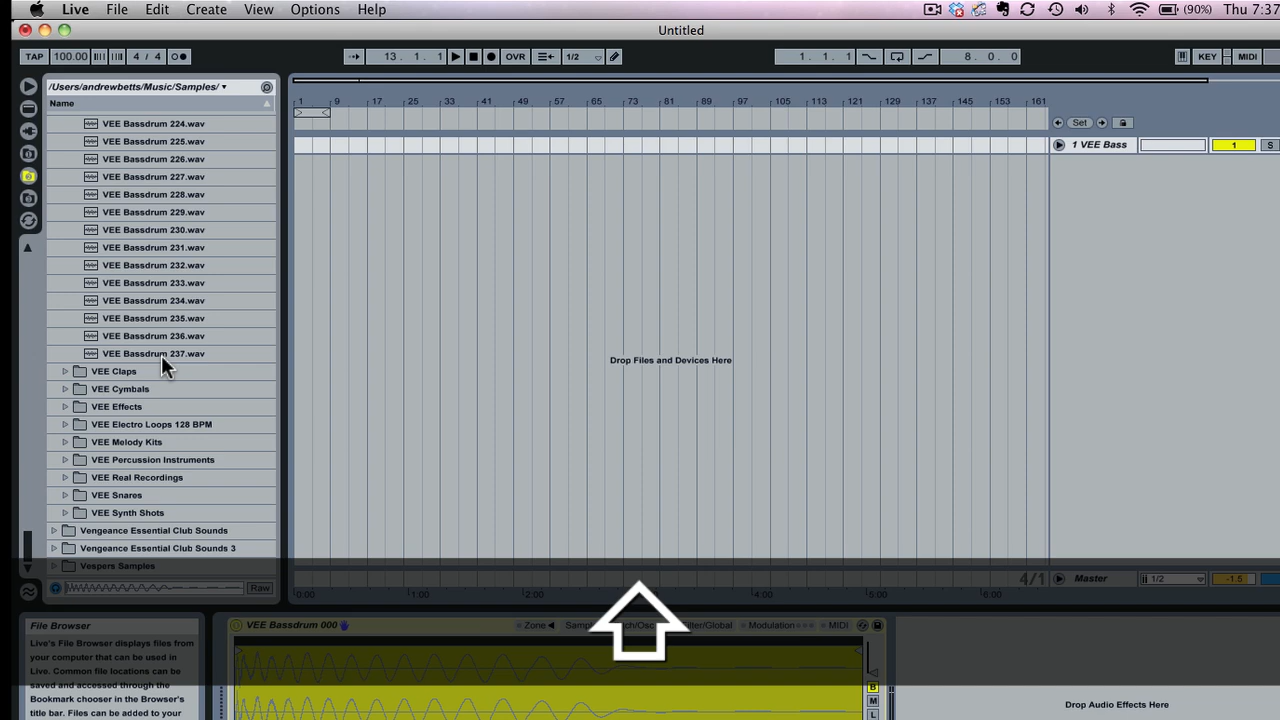 Live File Edit Create View Options Help (90%) Thu 7:37
Untitled
TAP 100.00 4 / 4 13. 1. 1 OVR 1/2 1. 1. 1 8. 0. 0 KEY MIDI
/Users/andrewbetts/Music/Samples/
Name
1 9 17 25 33 41 49 57 65 73 81 89 97 105 113 121 129 137 145 153 161
Set
VEE Bassdrum 224.wav
VEE Bassdrum 225.wav
1 VEE Bass 1 S
VEE Bassdrum 226.wav
VEE Bassdrum 227.wav
VEE Bassdrum 228.wav
VEE Bassdrum 229.wav
VEE Bassdrum 230.wav
VEE Bassdrum 231.wav
VEE Bassdrum 232.wav
VEE Bassdrum 233.wav
VEE Bassdrum 234.wav
VEE Bassdrum 235.wav
VEE Bassdrum 236.wav
VEE Bassdrum 237.wav
Drop Files and Devices Here
VEE Claps
VEE Cymbals
VEE Effects
VEE Electro Loops 128 BPM
VEE Melody Kits
VEE Percussion Instruments
VEE Real Recordings
VEE Snares
VEE Synth Shots
Vengeance Essential Club Sounds
Vengeance Essential Club Sounds 3
Vespers Samples
4/1 Master 1/2 -1.5
Raw
0:00 1:00 2:00 4:00 5:00 6:00
File Browser
VEE Bassdrum 000 Zone Filter/Global Modulation MIDI
Live's File Browser displays files from
your computer that can be used in
Live. Common file locations can be
saved and accessed through the
Bookmark chooser in the Browser's
title bar. Files can be added to your
B
M
L
Drop Audio Effects Here